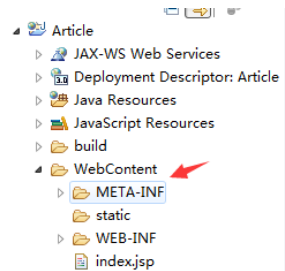 Article
JAX-WS Web Services
Deployment Descriptor: Article
Java Resources
JavaScript Resources
build
WebContent
META-INF
static
WEB-INF
index.jsp